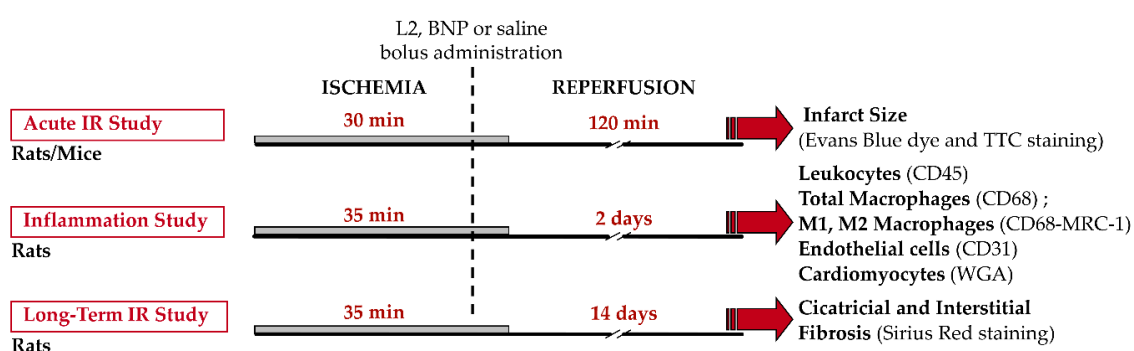 L2, BNP or saline
bolus administration
ISCHEMIA
REPERFUSION
Acute IR Study
30 min
120 min
Infarct Size
(Evans Blue dye and TTC staining)
Rats/Mice
Leukocytes (CD45)
Total Macrophages (CD68) ;
Inflammation Study
35 min
2 days
M1, M2 Macrophages (CD68-MRC-1)
Rats
Endothelial cells (CD31)
Cardiomyocytes (WGA)
Long-Term IR Study
35 min
14 days
Cicatricial and Interstitial
Fibrosis (Sirius Red staining)
Rats